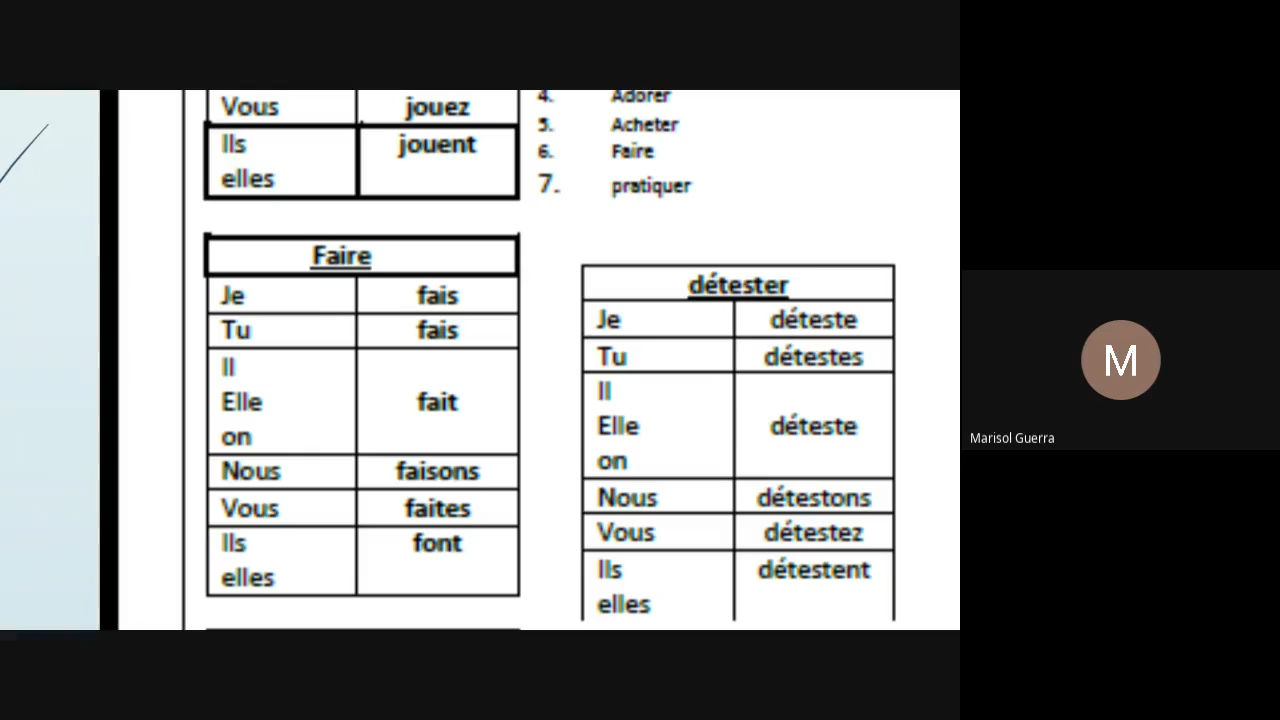 Vous jouez
Ils jouent
elles
4. Adorer
5. Acheter
6. Faire
7. pratiquer
Faire
Je fais
Tu fais
Il
Elle fait
on
Nous faisons
Vous faites
Ils font
elles
détester
Je déteste
Tu détestes
Il
Elle déteste
on
Nous détestons
Vous détestez
Ils détestent
elles
M
Marisol Guerra